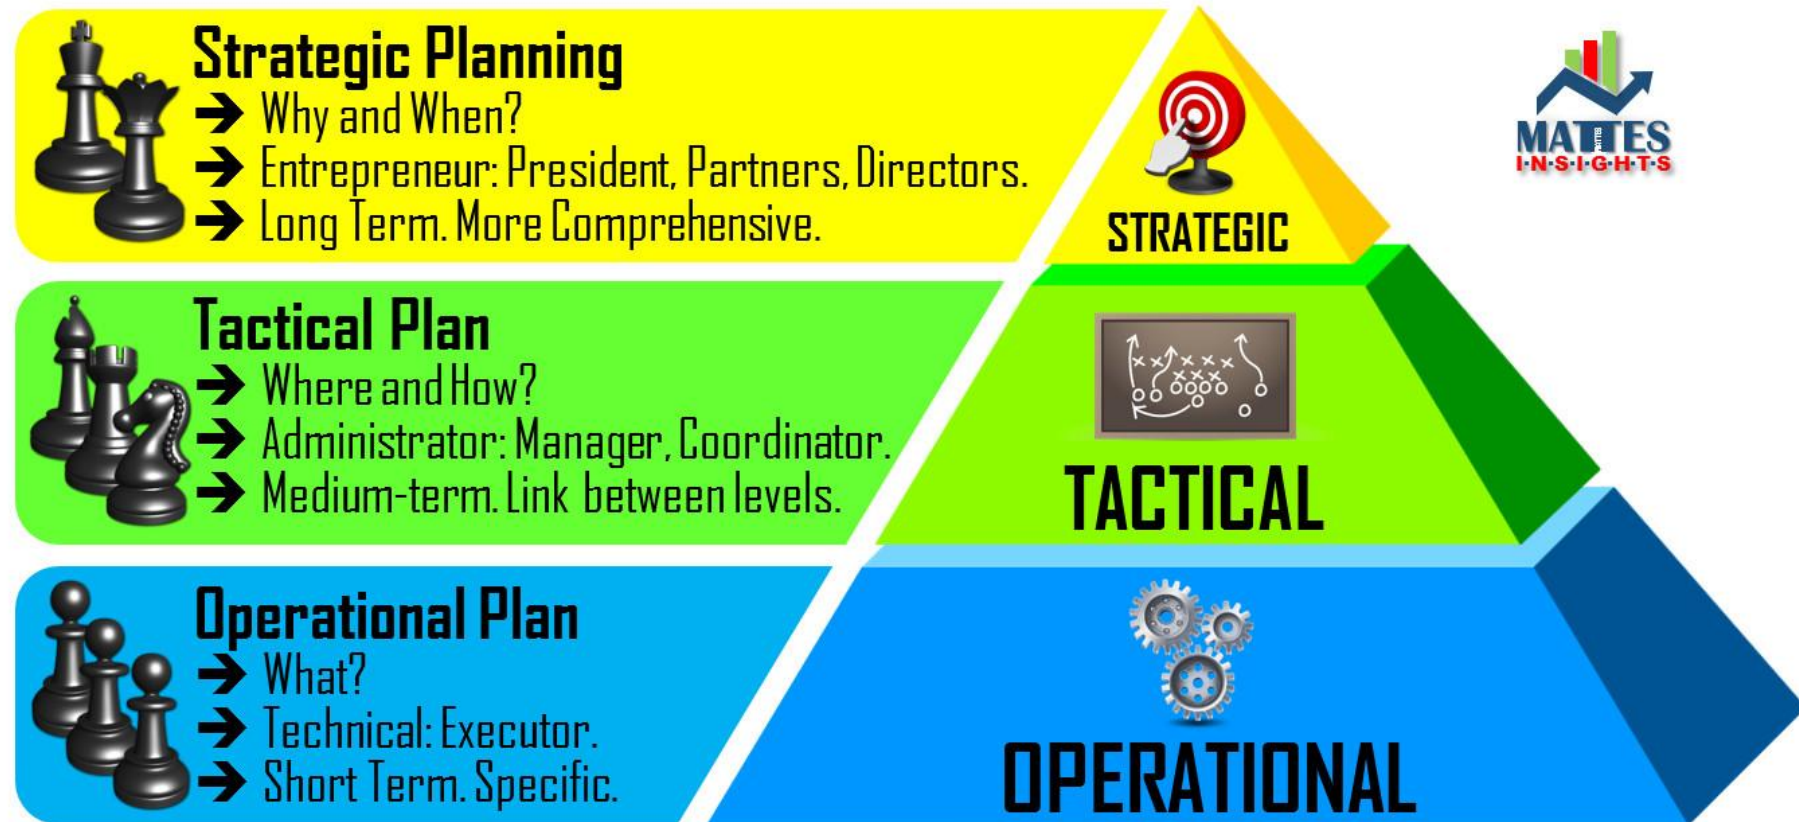 Strategic Planning
➔ Why and When?
➔ Entrepreneur: President, Partners, Directors.
➔ Long Term. More Comprehensive.
STRATEGIC
MATTES
I·N·S·I·G·H·T·S
Tactical Plan
➔ Where and How?
➔ Administrator: Manager, Coordinator.
➔ Medium-term. Link between levels.
TACTICAL
Operational Plan
➔ What?
➔ Technical: Executor.
➔ Short Term. Specific.
OPERATIONAL